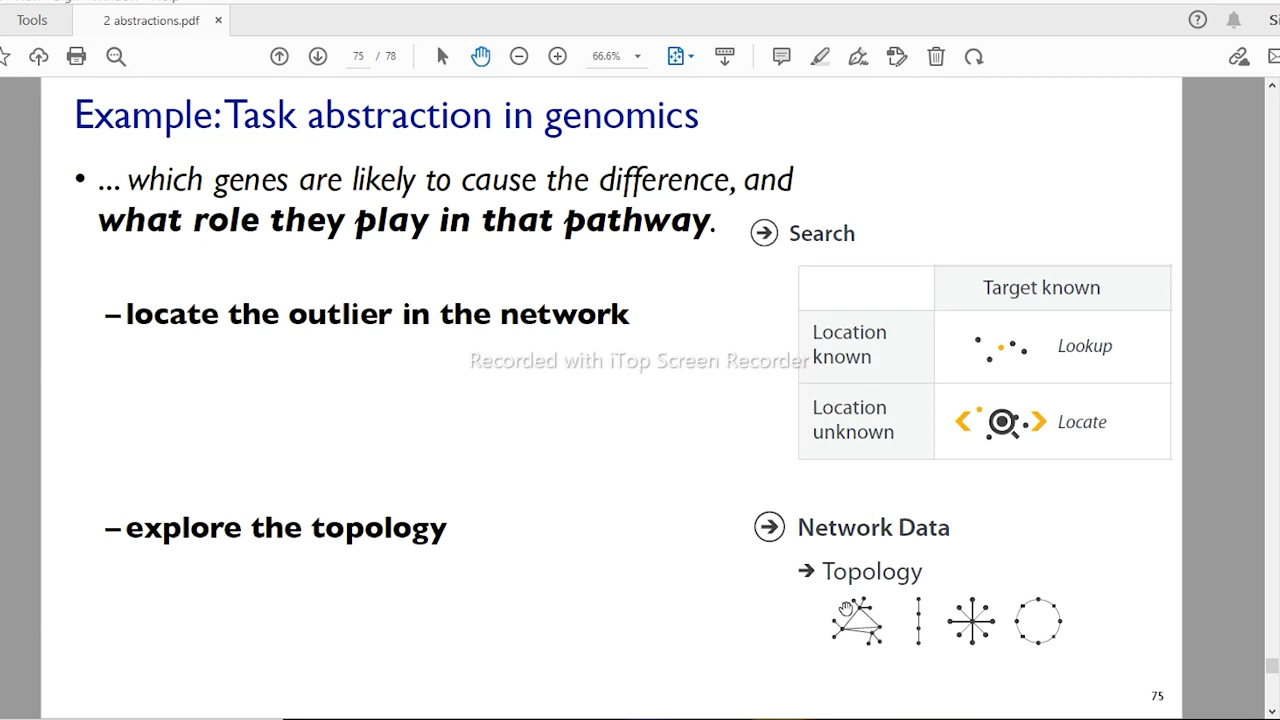 Tools
2 abstractions.pdf
×
75 / 78
66.6%
Example: Task abstraction in genomics
• ... which genes are likely to cause the difference, and
what role they play in that pathway.
Search
Target known
– locate the outlier in the network
Location
known
Lookup
Recorded with iTop Screen Recorder
Location
unknown
Locate
– explore the topology
Network Data
Topology
75